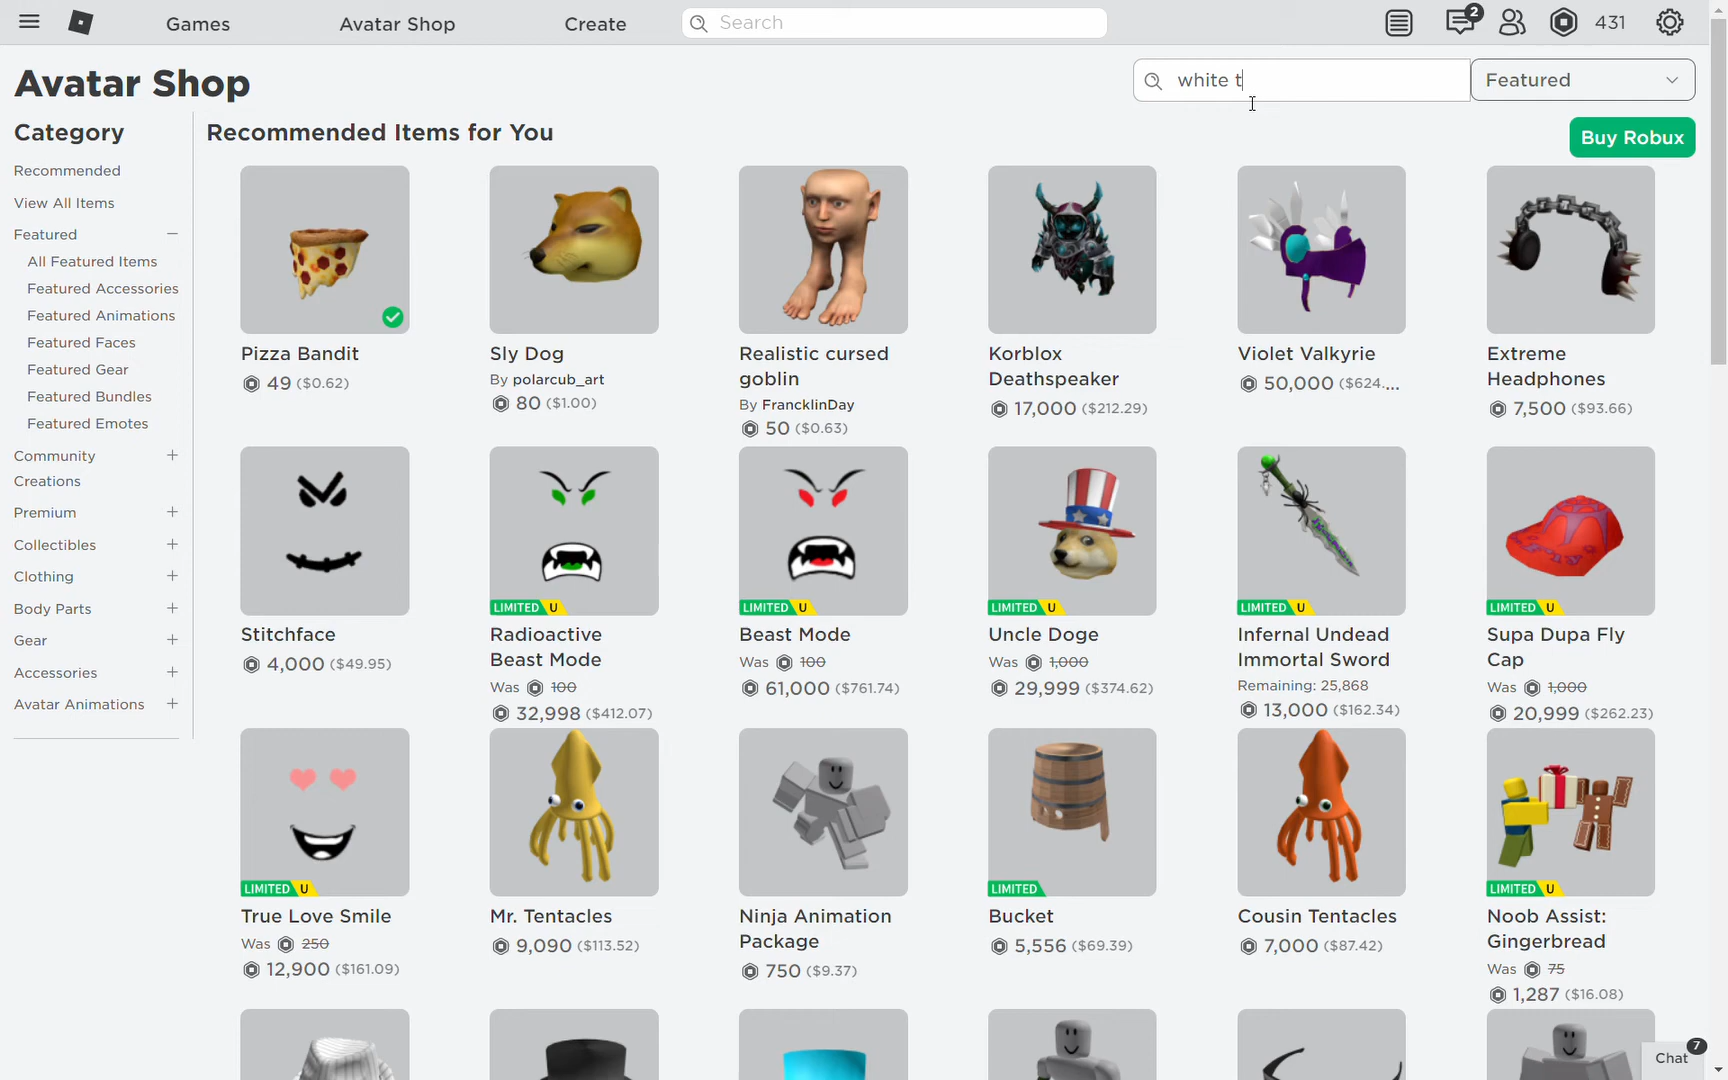 Games
Avatar Shop
Create
Search
2
431
Avatar Shop
white t
Featured
Category
Recommended
View All Items
Featured
All Featured Items
Featured Accessories
Featured Animations
Featured Faces
Featured Gear
Featured Bundles
Featured Emotes
Community
Creations
Premium
Collectibles
Clothing
Body Parts
Gear
Accessories
Avatar Animations
Recommended Items for You
Buy Robux
Pizza Bandit
49 ($0.62)
Sly Dog
By polarcub_art
80 ($1.00)
Realistic cursed
goblin
By FrancklinDay
50 ($0.63)
Korblox
Deathspeaker
17,000 ($212.29)
Violet Valkyrie
50,000 ($624....
Extreme
Headphones
7,500 ($93.66)
Stitchface
4,000 ($49.95)
LIMITED U
Radioactive
Beast Mode
Was 100
32,998 ($412.07)
LIMITED U
Beast Mode
Was 100
61,000 ($761.74)
LIMITED U
Uncle Doge
Was 1,000
29,999 ($374.62)
LIMITED U
Infernal Undead
Immortal Sword
Remaining: 25,868
13,000 ($162.34)
LIMITED U
Supa Dupa Fly
Cap
Was 1,000
20,999 ($262.23)
LIMITED U
True Love Smile
Was 250
12,900 ($161.09)
Mr. Tentacles
9,090 ($113.52)
Ninja Animation
Package
750 ($9.37)
LIMITED
Bucket
5,556 ($69.39)
Cousin Tentacles
7,000 ($87.42)
LIMITED U
Noob Assist:
Gingerbread
Was 75
1,287 ($16.08)
Chat
7